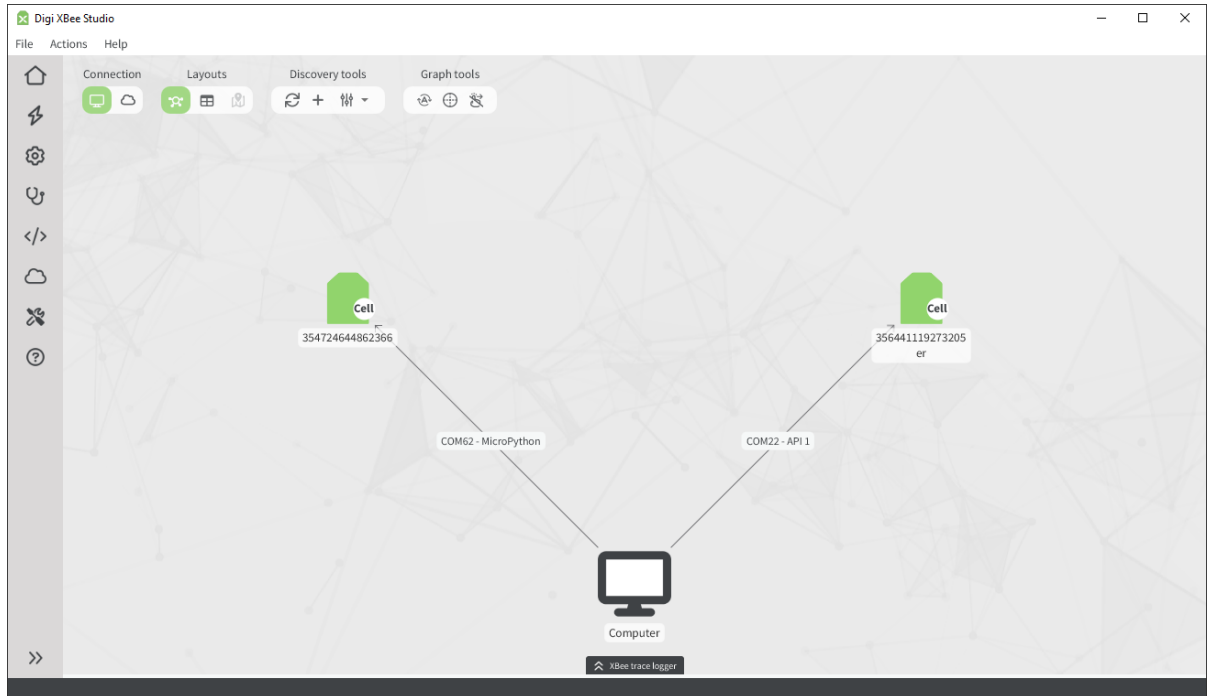 Digi XBee Studio
File Actions Help
Connection Layouts Discovery tools Graph tools
Cell
354724644862366
Cell
356441119273205
er
COM62 - MicroPython
COM22 - API 1
Computer
XBee trace logger